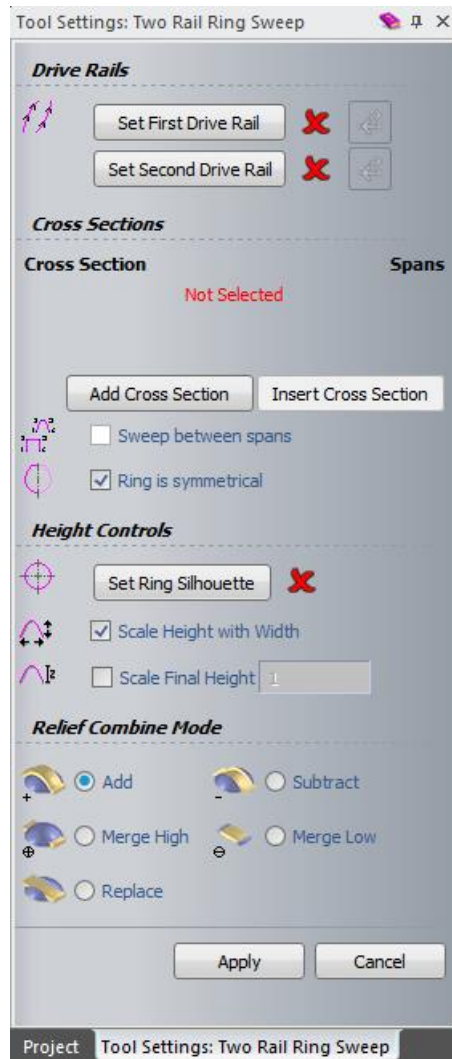 Tool Settings: Two Rail Ring Sweep
Drive Rails
Set First Drive Rail
Set Second Drive Rail
Cross Sections
Cross Section Spans
Not Selected
Add Cross Section Insert Cross Section
Sweep between spans
Ring is symmetrical
Height Controls
Set Ring Silhouette
Scale Height with Width
Scale Final Height 1
Relief Combine Mode
Add Subtract
Merge High Merge Low
Replace
Apply Cancel
Project Tool Settings: Two Rail Ring Sweep